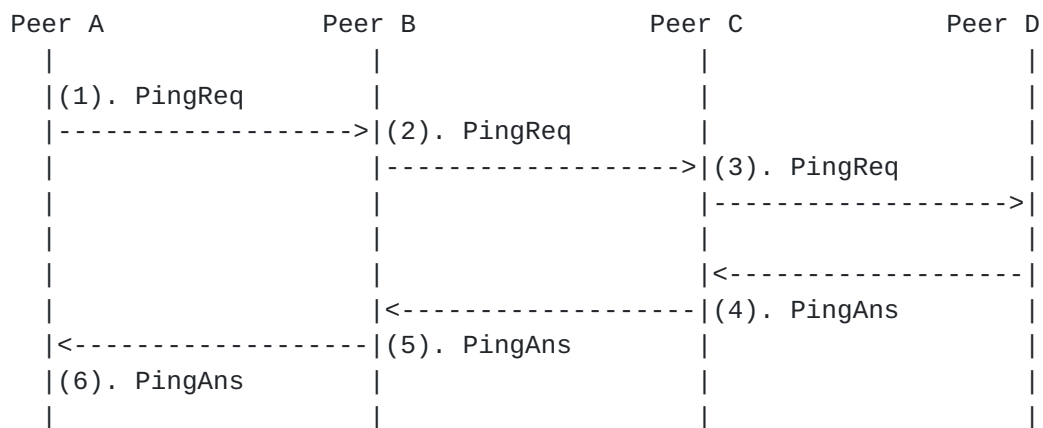 Peer A Peer B Peer C Peer D
(1). PingReq
(2). PingReq
(3). PingReq
(4). PingAns
(5). PingAns
(6). PingAns